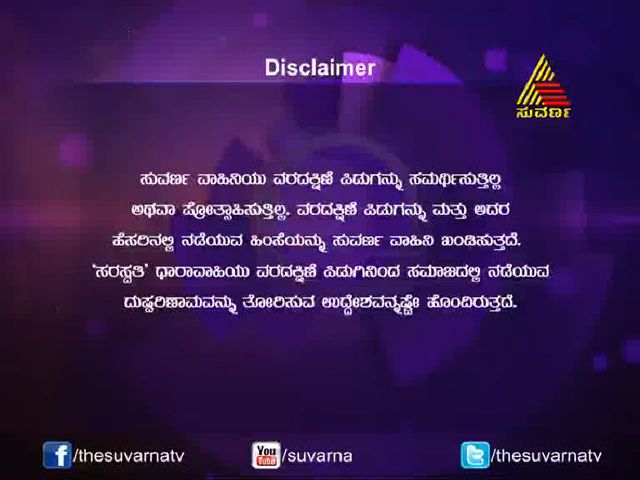 Disclaimer
ಸುವರ್ಣ
ಸುವರ್ಣ ವಾಹಿನಿಯು ವರದಕ್ಷಿಣೆ ಪಿಡುಗನ್ನು ಸಮರ್ಥಿಸುತ್ತಿಲ್ಲ
ಅಥವಾ ಪ್ರೋತ್ಸಾಹಿಸುತ್ತಿಲ್ಲ. ವರದಕ್ಷಿಣೆ ಪಿಡುಗನ್ನು ಮತ್ತು ಅದರ
ಹೆಸರಿನಲ್ಲಿ ನಡೆಯುವ ಹಿಂಸೆಯನ್ನು ಸುವರ್ಣ ವಾಹಿನಿ ಖಂಡಿಸುತ್ತದೆ.
'ಸರಸ್ವತಿ' ಧಾರಾವಾಹಿಯು ವರದಕ್ಷಿಣೆ ಪಿಡುಗಿನಿಂದ ಸಮಾಜದಲ್ಲಿ ನಡೆಯುವ
ದುಷ್ಪರಿಣಾಮವನ್ನು ತೋರಿಸುವ ಉದ್ದೇಶವನ್ನಷ್ಟೇ ಹೊಂದಿರುತ್ತದೆ.
f /thesuvarnatv You Tube /suvarna t /thesuvarnatv